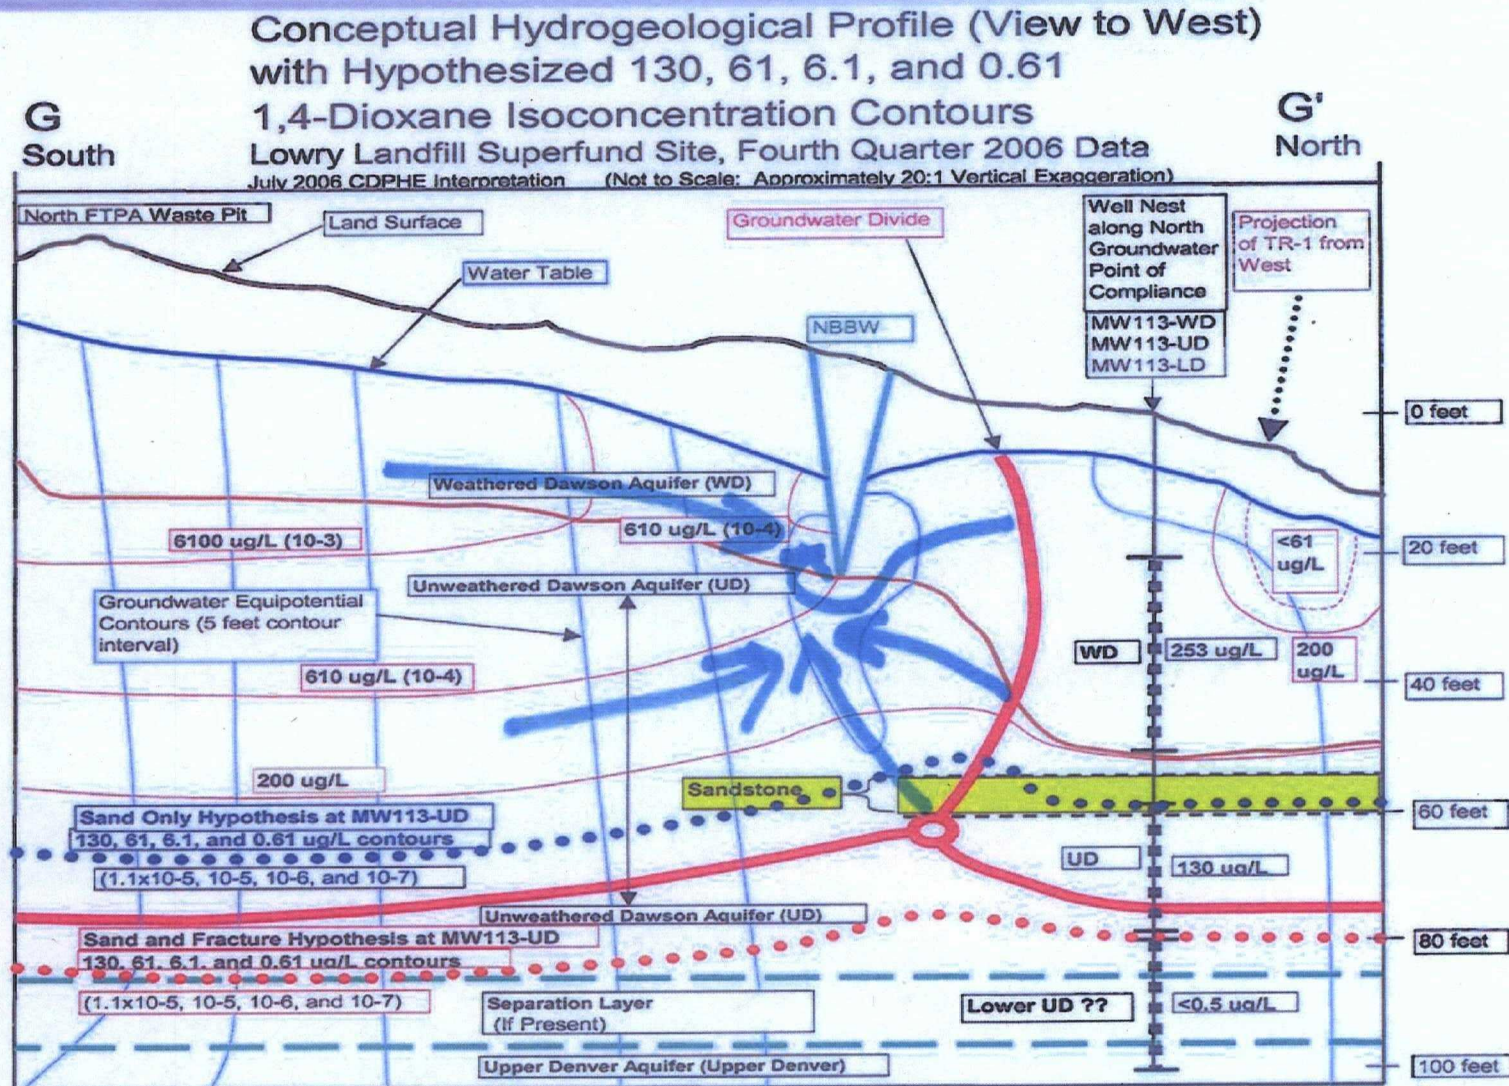 Conceptual Hydrogeological Profile (View to West)
with Hypothesized 130, 61, 6.1, and 0.61
1,4-Dioxane Isoconcentration Contours
Lowry Landfill Superfund Site, Fourth Quarter 2006 Data
July 2006 CDPHE Interpretation (Not to Scale: Approximately 20:1 Vertical Exaggeration)
G
South
G'
North
North FTPA Waste Pit
Land Surface
Water Table
Groundwater Divide
NBBW
Well Nest
along North
Groundwater
Point of
Compliance
MW113-WD
MW113-UD
MW113-LD
Projection
of TR-1 from
West
0 feet
Weathered Dawson Aquifer (WD)
6100 ug/L (10-3)
610 ug/L (10-4)
<61
ug/L
20 feet
Unweathered Dawson Aquifer (UD)
Groundwater Equipotential
Contours (5 feet contour
interval)
WD
253 ug/L
200
ug/L
610 ug/L (10-4)
40 feet
200 ug/L
Sandstone
60 feet
Sand Only Hypothesis at MW113-UD
130, 61, 6.1, and 0.61 ug/L contours
(1.1x10-5, 10-5, 10-6, and 10-7)
UD
130 ug/L
Unweathered Dawson Aquifer (UD)
Sand and Fracture Hypothesis at MW113-UD
130, 61, 6.1, and 0.61 ug/L contours
(1.1x10-5, 10-5, 10-6, and 10-7)
80 feet
Separation Layer
(If Present)
Lower UD ??
<0.5 ug/L
Upper Denver Aquifer (Upper Denver)
100 feet